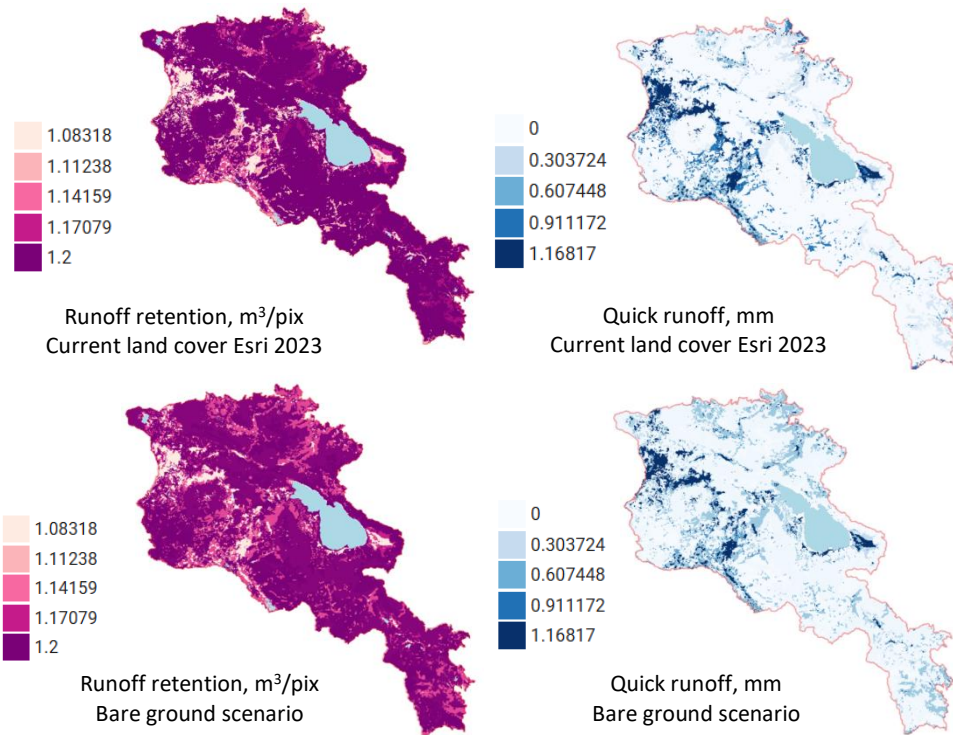 1.08318
1.11238
1.14159
1.17079
1.2
Runoff retention, m³/pix
Current land cover Esri 2023
0
0.303724
0.607448
0.911172
1.16817
Quick runoff, mm
Current land cover Esri 2023
1.08318
1.11238
1.14159
1.17079
1.2
Runoff retention, m³/pix
Bare ground scenario
0
0.303724
0.607448
0.911172
1.16817
Quick runoff, mm
Bare ground scenario